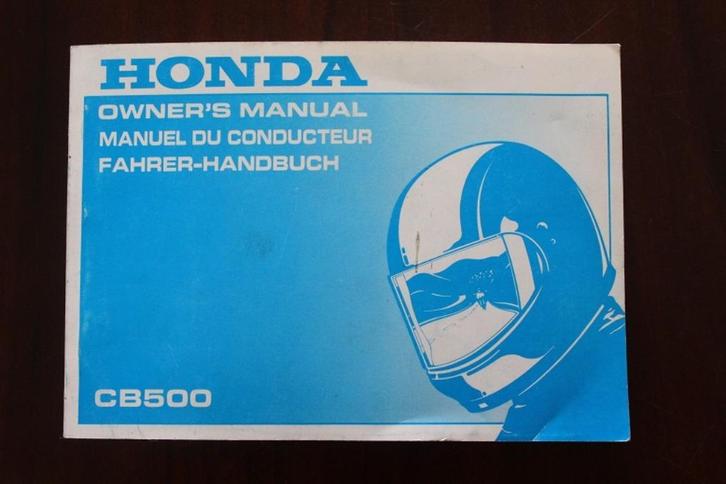 HONDA
OWNER'S MANUAL
MANUEL DU CONDUCTEUR
FAHRER-HANDBUCH
CB500